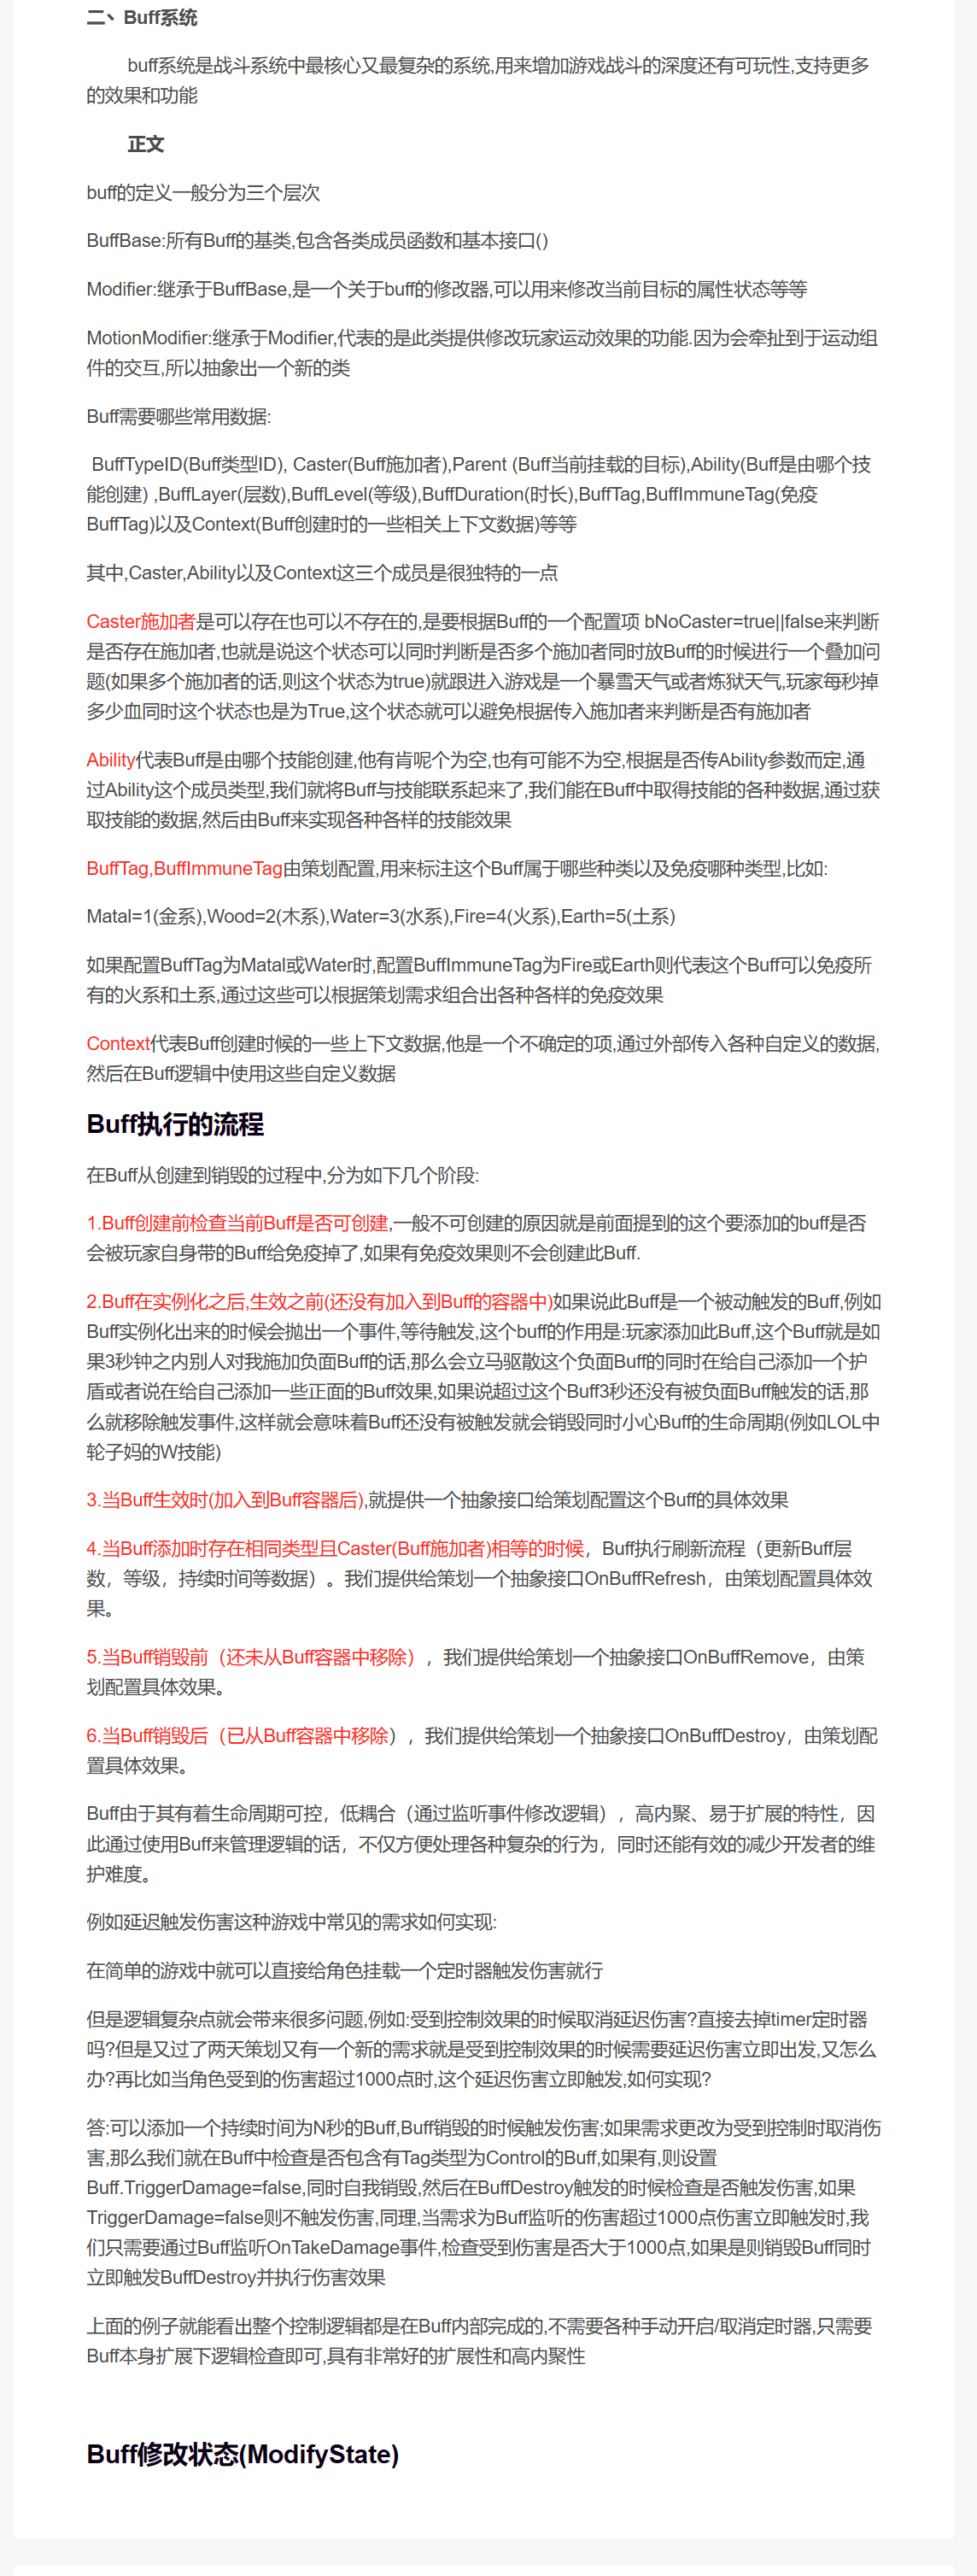 二、Buff系统
buff系统是战斗系统中最核心又最复杂的系统,用来增加游戏战斗的深度还有可玩性,支持更多
的效果和功能
正文
buff的定义一般分为三个层次
BuffBase:所有Buff的基类,包含各类成员函数和基本接口()
Modifier:继承于BuffBase,是一个关于buff的修改器,可以用来修改当前目标的属性状态等等
MotionModifier:继承于Modifier,代表的是此类提供修改玩家运动效果的功能.因为会牵扯到于运动组
件的交互,所以抽象出一个新的类
Buff需要哪些常用数据:
BuffTypeID(Buff类型ID), Caster(Buff施加者),Parent (Buff当前挂载的目标),Ability(Buff是由哪个技
能创建) ,BuffLayer(层数),BuffLevel(等级),BuffDuration(时长),BuffTag,BuffImmuneTag(免疫
BuffTag)以及Context(Buff创建时的一些相关上下文数据)等等
其中,Caster,Ability以及Context这三个成员是很独特的一点
Caster施加者是可以存在也可以不存在的,是要根据Buff的一个配置项 bNoCaster=true||false来判断
是否存在施加者,也就是说这个状态可以同时判断是否多个施加者同时放Buff的时候进行一个叠加问
题(如果多个施加者的话,则这个状态为true)就跟进入游戏是一个暴雪天气或者炼狱天气,玩家每秒掉
多少血同时这个状态也是为True,这个状态就可以避免根据传入施加者来判断是否有施加者
Ability代表Buff是由哪个技能创建,他有肯呢个为空,也有可能不为空,根据是否传Ability参数而定,通
过Ability这个成员类型,我们就将Buff与技能联系起来了,我们能在Buff中取得技能的各种数据,通过获
取技能的数据,然后由Buff来实现各种各样的技能效果
BuffTag,BuffImmuneTag由策划配置,用来标注这个Buff属于哪些种类以及免疫哪种类型,比如:
Matal=1(金系),Wood=2(木系),Water=3(水系),Fire=4(火系),Earth=5(土系)
如果配置BuffTag为Matal或Water时,配置BuffImmuneTag为Fire或Earth则代表这个Buff可以免疫所
有的火系和土系,通过这些可以根据策划需求组合出各种各样的免疫效果
Context代表Buff创建时候的一些上下文数据,他是一个不确定的项,通过外部传入各种自定义的数据,
然后在Buff逻辑中使用这些自定义数据
Buff执行的流程
在Buff从创建到销毁的过程中,分为如下几个阶段:
1.Buff创建前检查当前Buff是否可创建,一般不可创建的原因就是前面提到的这个要添加的buff是否
会被玩家自身带的Buff给免疫掉了,如果有免疫效果则不会创建此Buff.
2.Buff在实例化之后,生效之前(还没有加入到Buff的容器中)如果说此Buff是一个被动触发的Buff,例如
Buff实例化出来的时候会抛出一个事件,等待触发,这个buff的作用是:玩家添加此Buff,这个Buff就是如
果3秒钟之内别人对我施加负面Buff的话,那么会立马驱散这个负面Buff的同时在给自己添加一个护
盾或者说在给自己添加一些正面的Buff效果,如果说超过这个Buff3秒还没有被负面Buff触发的话,那
么就移除触发事件,这样就会意味着Buff还没有被触发就会销毁同时小心Buff的生命周期(例如LOL中
轮子妈的W技能)
3.当Buff生效时(加入到Buff容器后),就提供一个抽象接口给策划配置这个Buff的具体效果
4.当Buff添加时存在相同类型且Caster(Buff施加者)相等的时候，Buff执行刷新流程（更新Buff层
数，等级，持续时间等数据）。我们提供给策划一个抽象接口OnBuffRefresh，由策划配置具体效
果。
5.当Buff销毁前（还未从Buff容器中移除），我们提供给策划一个抽象接口OnBuffRemove，由策
划配置具体效果。
6.当Buff销毁后（已从Buff容器中移除），我们提供给策划一个抽象接口OnBuffDestroy，由策划配
置具体效果。
Buff由于其有着生命周期可控，低耦合（通过监听事件修改逻辑），高内聚、易于扩展的特性，因
此通过使用Buff来管理逻辑的话，不仅方便处理各种复杂的行为，同时还能有效的减少开发者的维
护难度。
例如延迟触发伤害这种游戏中常见的需求如何实现:
在简单的游戏中就可以直接给角色挂载一个定时器触发伤害就行
但是逻辑复杂点就会带来很多问题,例如:受到控制效果的时候取消延迟伤害?直接去掉timer定时器
吗?但是又过了两天策划又有一个新的需求就是受到控制效果的时候需要延迟伤害立即出发,又怎么
办?再比如当角色受到的伤害超过1000点时,这个延迟伤害立即触发,如何实现?
答:可以添加一个持续时间为N秒的Buff,Buff销毁的时候触发伤害;如果需求更改为受到控制时取消伤
害,那么我们就在Buff中检查是否包含有Tag类型为Control的Buff,如果有,则设置
Buff.TriggerDamage=false,同时自我销毁,然后在BuffDestroy触发的时候检查是否触发伤害,如果
TriggerDamage=false则不触发伤害,同理,当需求为Buff监听的伤害超过1000点伤害立即触发时,我
们只需要通过Buff监听OnTakeDamage事件,检查受到伤害是否大于1000点,如果是则销毁Buff同时
立即触发BuffDestroy并执行伤害效果
上面的例子就能看出整个控制逻辑都是在Buff内部完成的,不需要各种手动开启/取消定时器,只需要
Buff本身扩展下逻辑检查即可,具有非常好的扩展性和高内聚性
Buff修改状态(ModifyState)